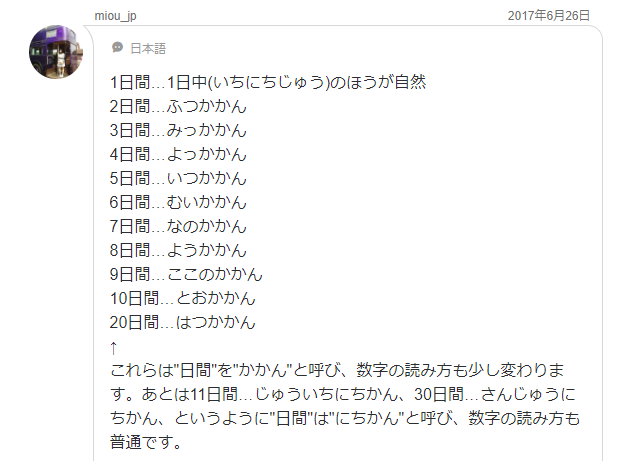 miou_jp
2017年6月26日
日本語
1日間…1日中(いちにちじゅう)のほうが自然
2日間…ふつかかん
3日間…みっかかん
4日間…よっかかん
5日間…いつかかん
6日間…むいかかん
7日間…なのかかん
8日間…ようかかん
9日間…ここのかかん
10日間…とおかかん
20日間…はつかかん
↑
これらは"日間"を"かかん"と呼び、数字の読み方も少し変わりま
す。あとは11日間…じゅういちにちかん、30日間…さんじゅうに
ちかん、というように"日間"は"にちかん"と呼び、数字の読み方も
普通です。